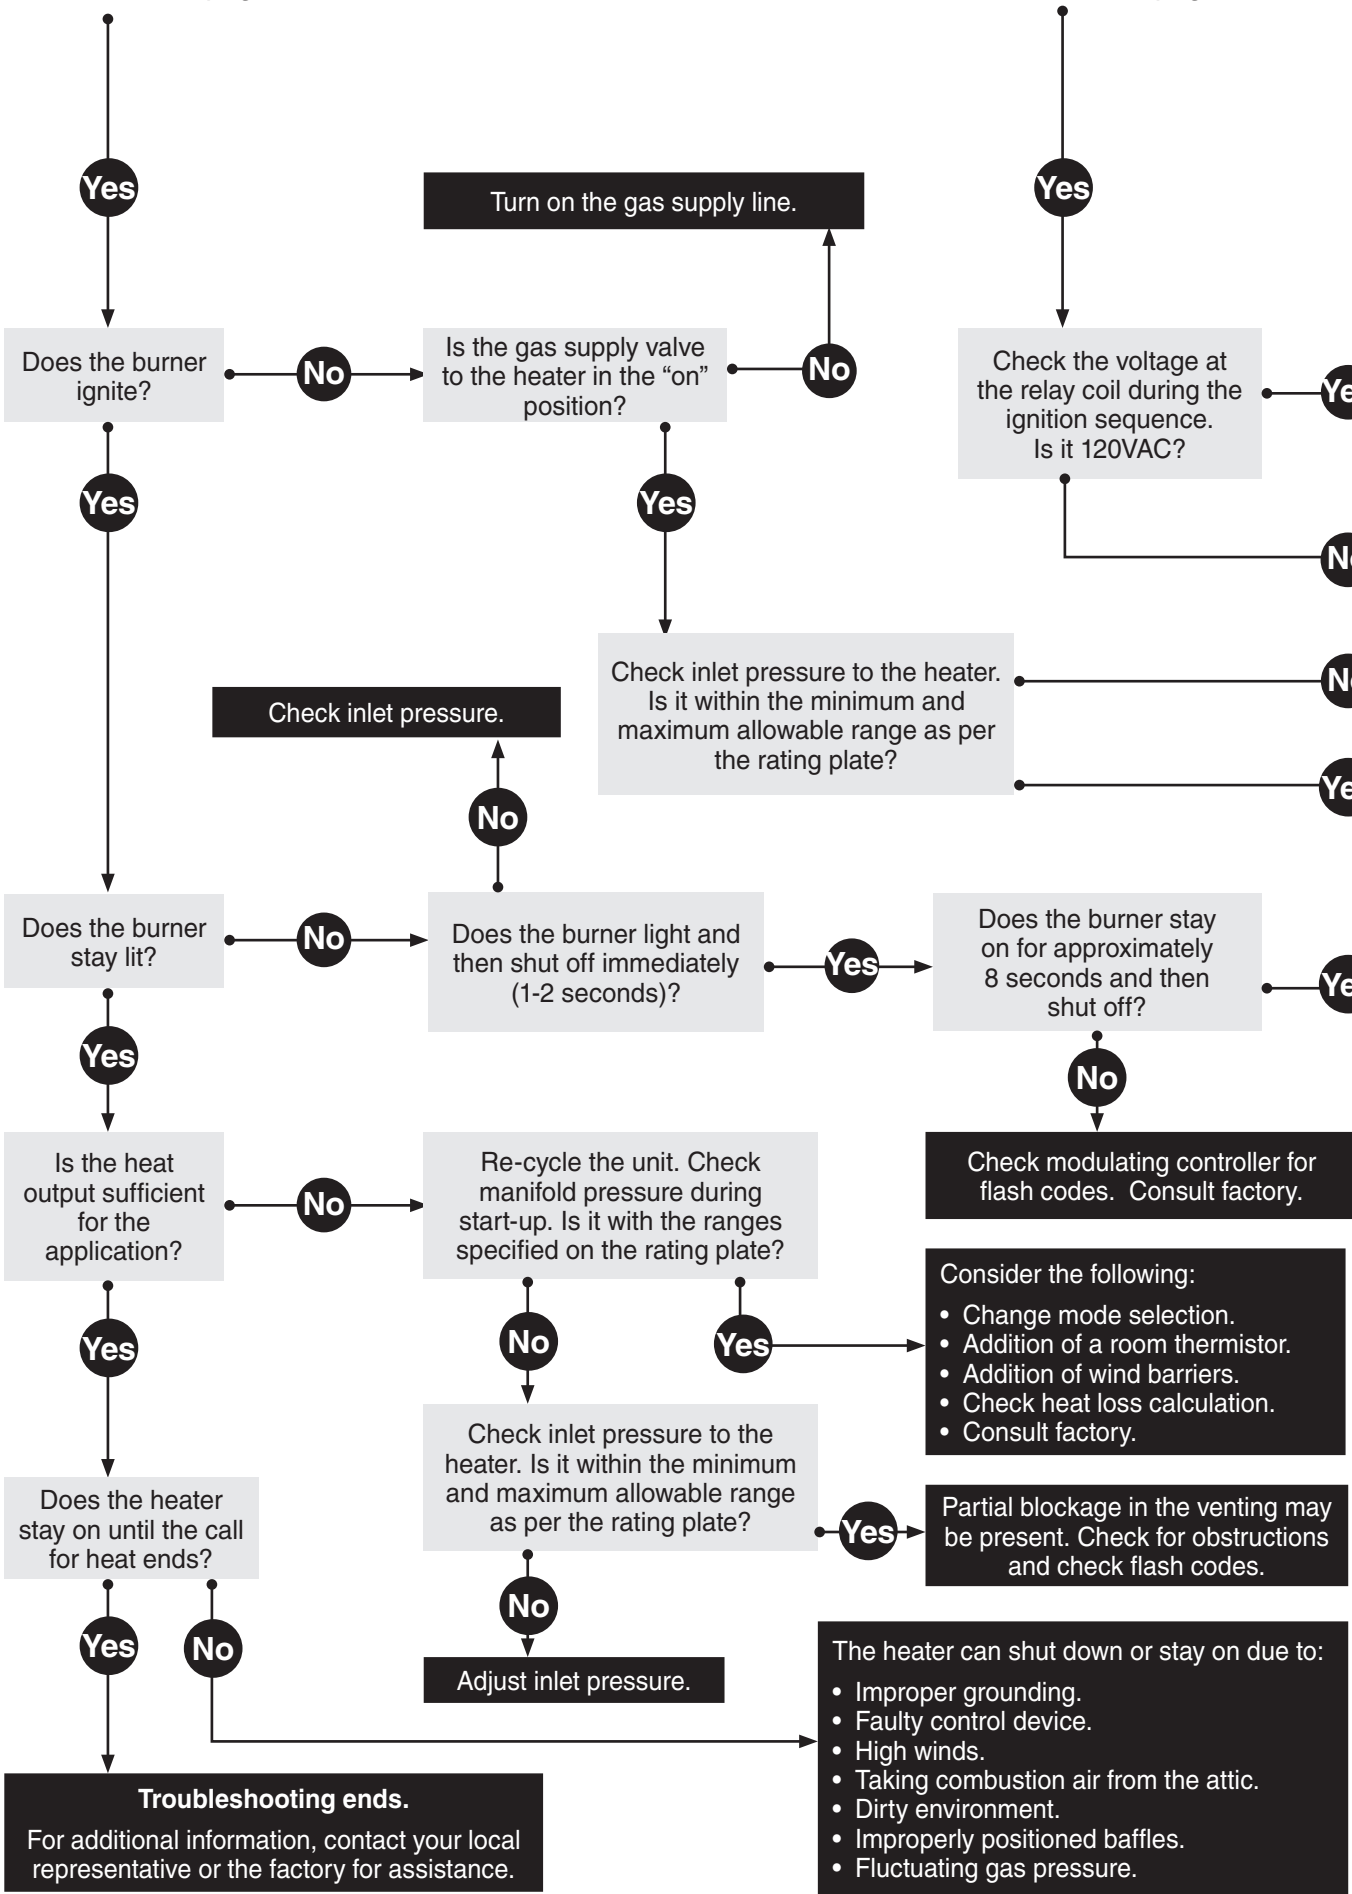 Yes
Yes
Turn on the gas supply line.
Does the burner
ignite?
No
Is the gas supply valve
to the heater in the “on”
position?
No
Check the voltage at
the relay coil during the
ignition sequence.
Is it 120VAC?
Ye
Yes
Yes
No
Check inlet pressure to the heater.
Is it within the minimum and
maximum allowable range as per
the rating plate?
No
Ye
Check inlet pressure.
No
Does the burner
stay lit?
No
Does the burner light and
then shut off immediately
(1-2 seconds)?
Yes
Does the burner stay
on for approximately
8 seconds and then
shut off?
Ye
Yes
No
Check modulating controller for
flash codes.  Consult factory.
Is the heat
output sufficient
for the
application?
No
Re-cycle the unit. Check
manifold pressure during
start-up. Is it with the ranges
specified on the rating plate?
Yes
No
Yes
Consider the following:
• Change mode selection.
• Addition of a room thermistor.
• Addition of wind barriers.
• Check heat loss calculation.
• Consult factory.
Check inlet pressure to the
heater. Is it within the minimum
and maximum allowable range
as per the rating plate?
Yes
Partial blockage in the venting may
be present. Check for obstructions
and check flash codes.
Does the heater
stay on until the call
for heat ends?
No
Adjust inlet pressure.
Yes
No
The heater can shut down or stay on due to:
• Improper grounding.
• Faulty control device.
• High winds.
• Taking combustion air from the attic.
• Dirty environment.
• Improperly positioned baffles.
• Fluctuating gas pressure.
Troubleshooting ends.
For additional information, contact your local
representative or the factory for assistance.